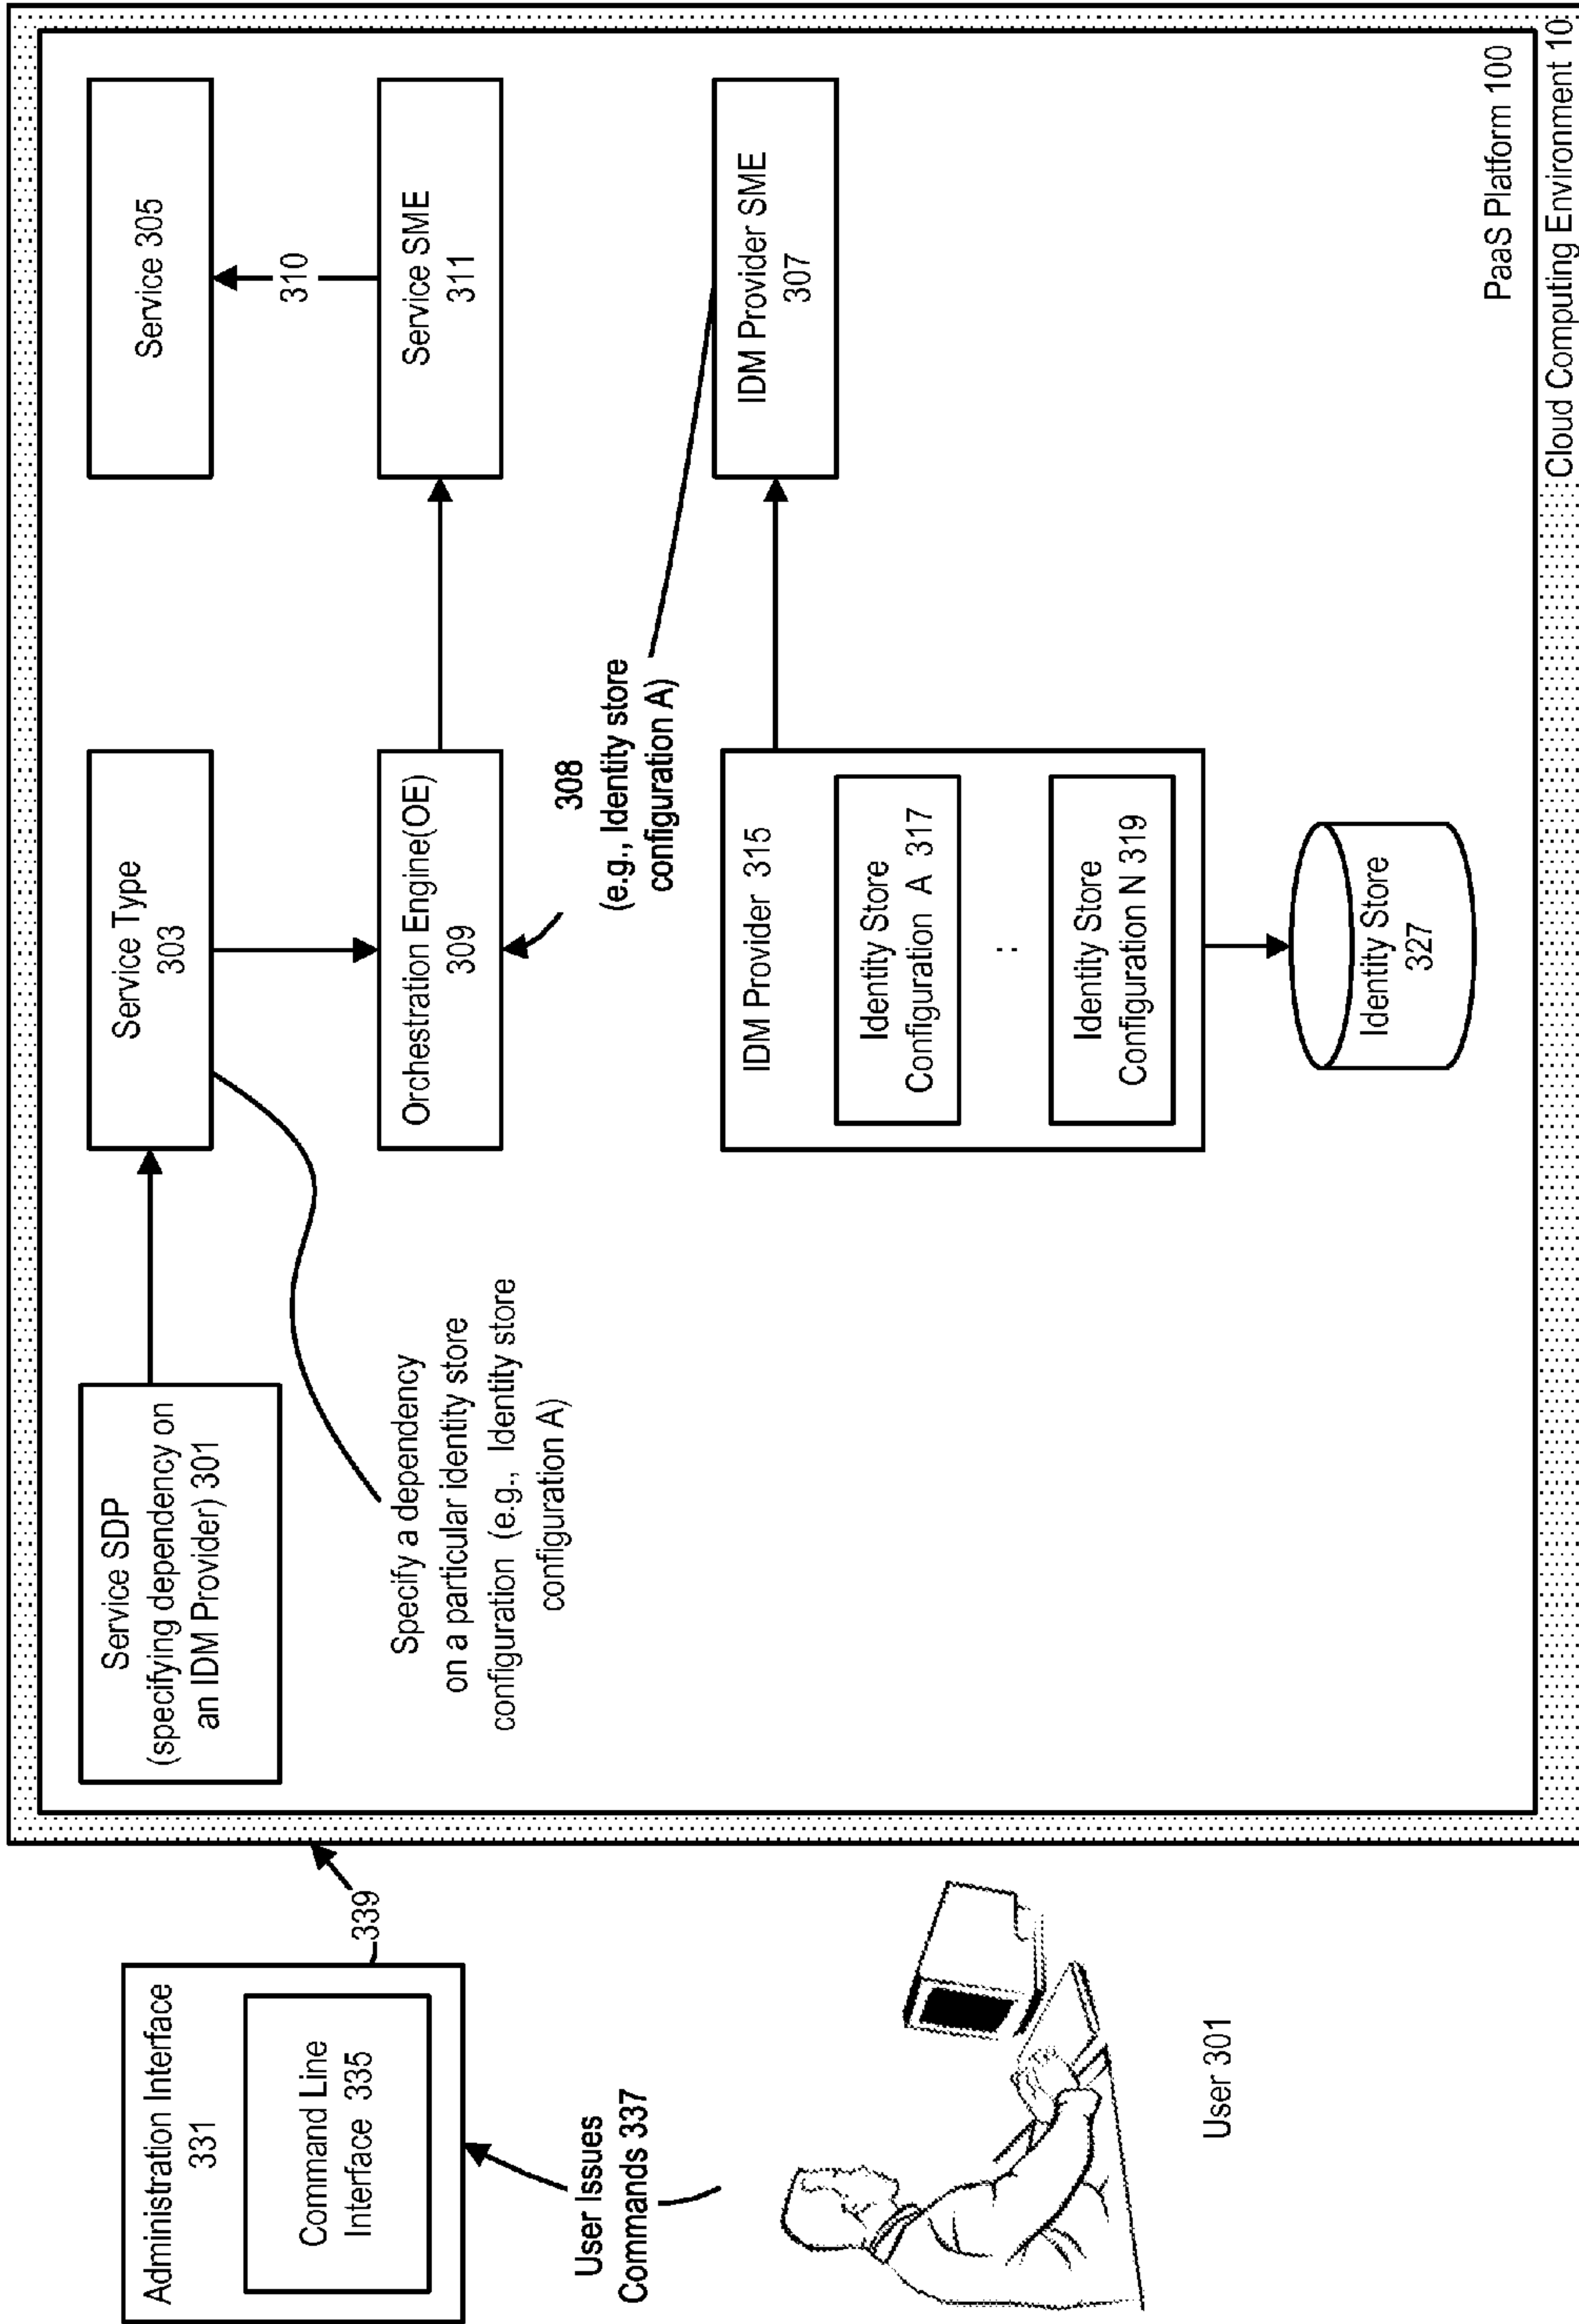 Administration Interface
331
Command Line
Interface 335
339
User Issues
Commands 337
User 301
Service SDP
(specifying dependency on
an IDM Provider) 301
Service Type
303
Service 305
310
Specify a dependency
on a particular identity store
configuration (e.g., Identity store
configuration A)
Orchestration Engine(OE)
309
Service SME
311
308
(e.g., Identity store
configuration A)
IDM Provider 315
Identity Store
Configuration A 317
:
Identity Store
Configuration N 319
IDM Provider SME
307
Identity Store
327
PaaS Platform 100
Cloud Computing Environment 10